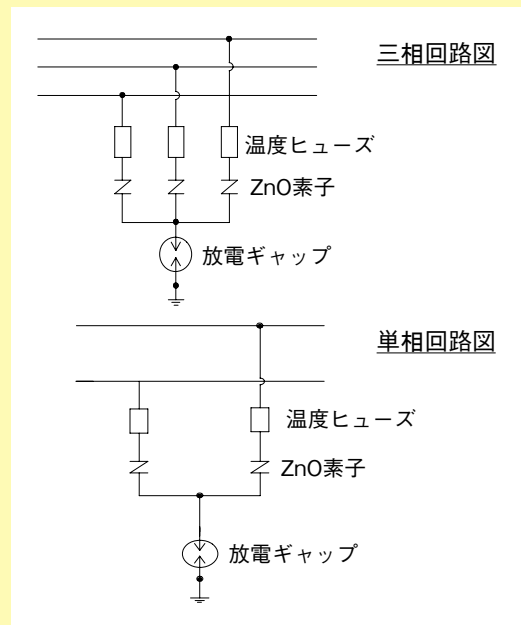 三相回路図
温度ヒューズ
ZnO素子
放電ギャップ
単相回路図
温度ヒューズ
ZnO素子
放電ギャップ